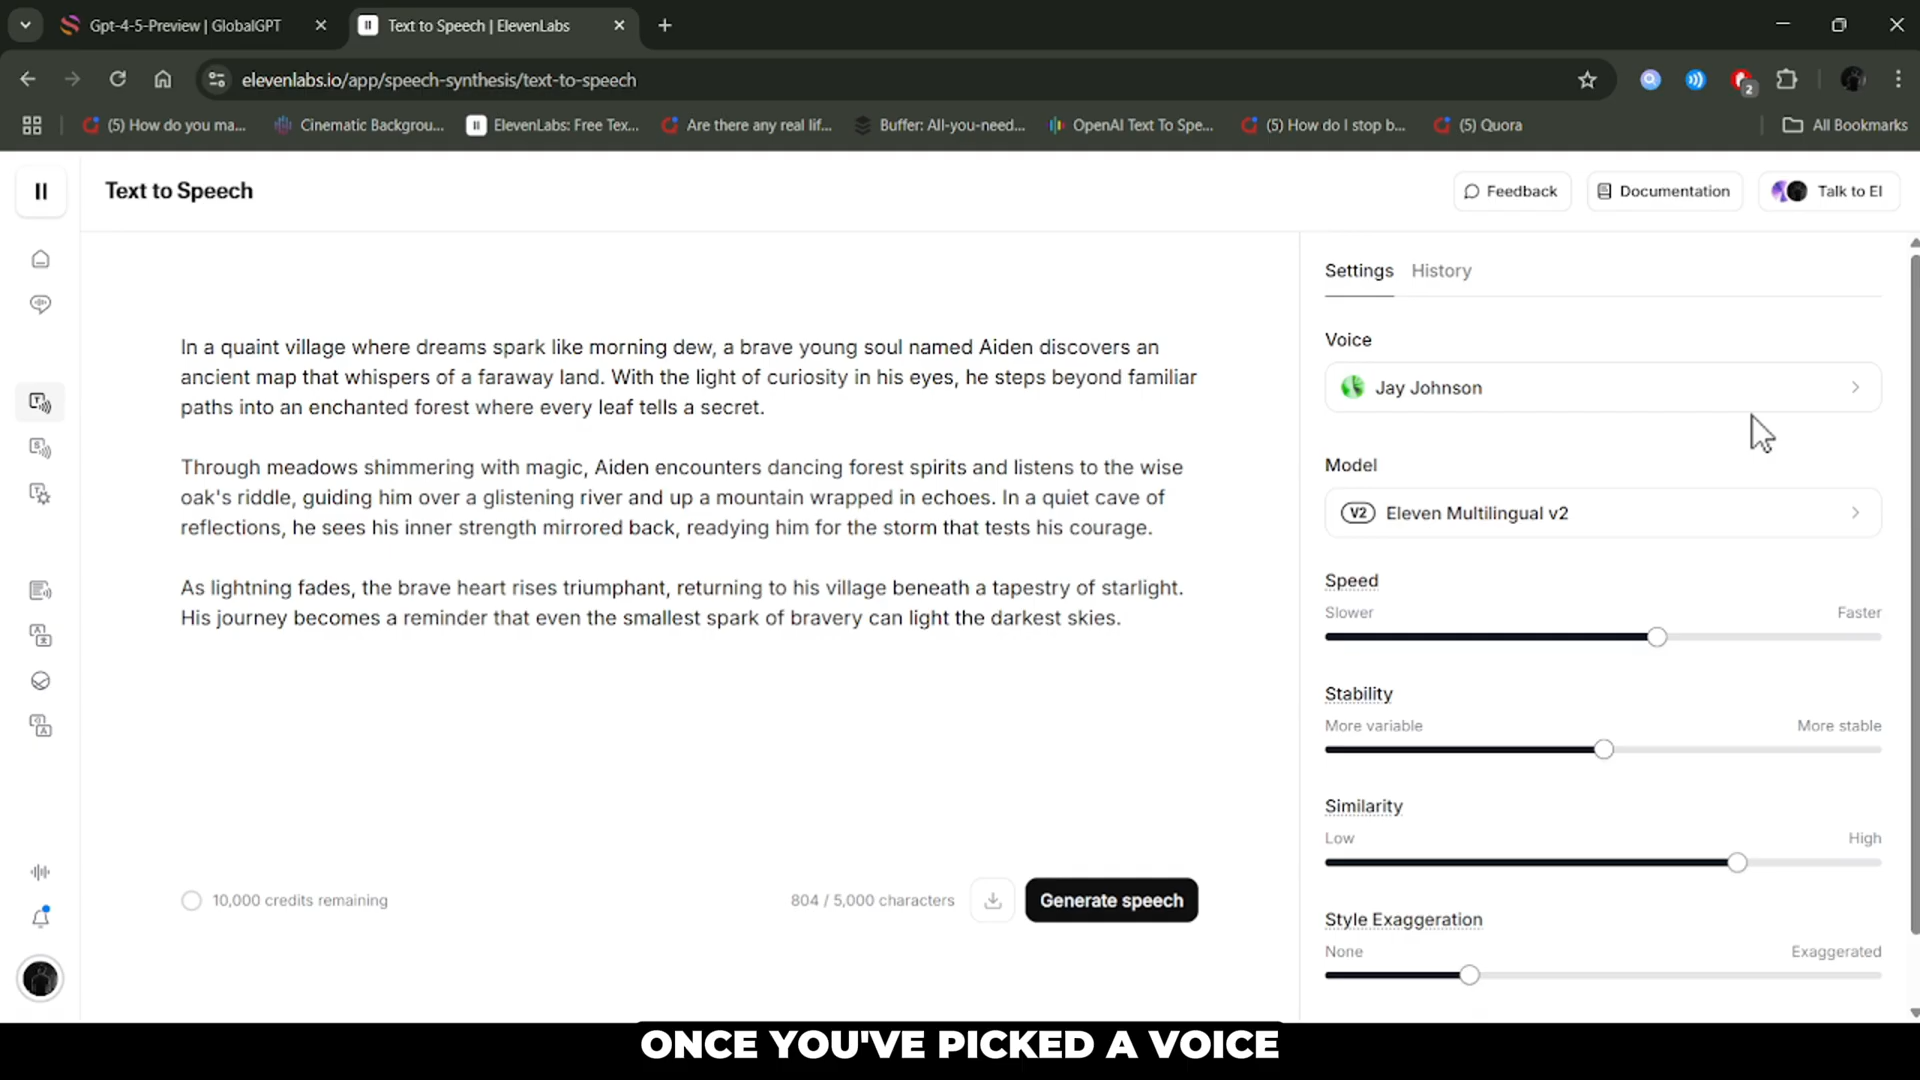 Gpt-4-5-Preview | GlobalGPT
Text to Speech | ElevenLabs
elevenlabs.io/app/speech-synthesis/text-to-speech
2
(5) How do you ma...
Cinematic Backgrou...
ElevenLabs: Free Tex...
Are there any real lif...
Buffer: All-you-need...
OpenAI Text To Spe...
(5) How do I stop b...
(5) Quora
All Bookmarks
Text to Speech
Feedback
Documentation
Talk to El
In a quaint village where dreams spark like morning dew, a brave young soul named Aiden discovers an
ancient map that whispers of a faraway land. With the light of curiosity in his eyes, he steps beyond familiar
paths into an enchanted forest where every leaf tells a secret.
Through meadows shimmering with magic, Aiden encounters dancing forest spirits and listens to the wise
oak's riddle, guiding him over a glistening river and up a mountain wrapped in echoes. In a quiet cave of
reflections, he sees his inner strength mirrored back, readying him for the storm that tests his courage.
As lightning fades, the brave heart rises triumphant, returning to his village beneath a tapestry of starlight.
His journey becomes a reminder that even the smallest spark of bravery can light the darkest skies.
10,000 credits remaining
804 / 5,000 characters
Generate speech
Settings
History
Voice
Jay Johnson
Model
V2 Eleven Multilingual v2
Speed
Slower
Faster
Stability
More variable
More stable
Similarity
Low
High
Style Exaggeration
None
Exaggerated
ONCE YOU'VE PICKED A VOICE